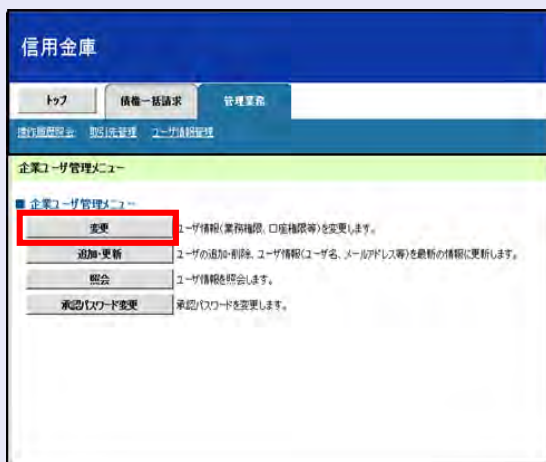 信用金庫
トップ 債権一括請求 管理業務
操作履歴照会 取引先管理 ユーザ情報管理
企業ユーザ管理メニュー
■ 企業ユーザ管理メニュー
変更 ユーザ情報(業務権限、口座権限等)を変更します。
追加・更新 ユーザの追加・削除、ユーザ情報(ユーザ名、メールアドレス等)を最新の情報に更新します。
照会 ユーザ情報を照会します。
承認パスワード変更 承認パスワードを変更します。